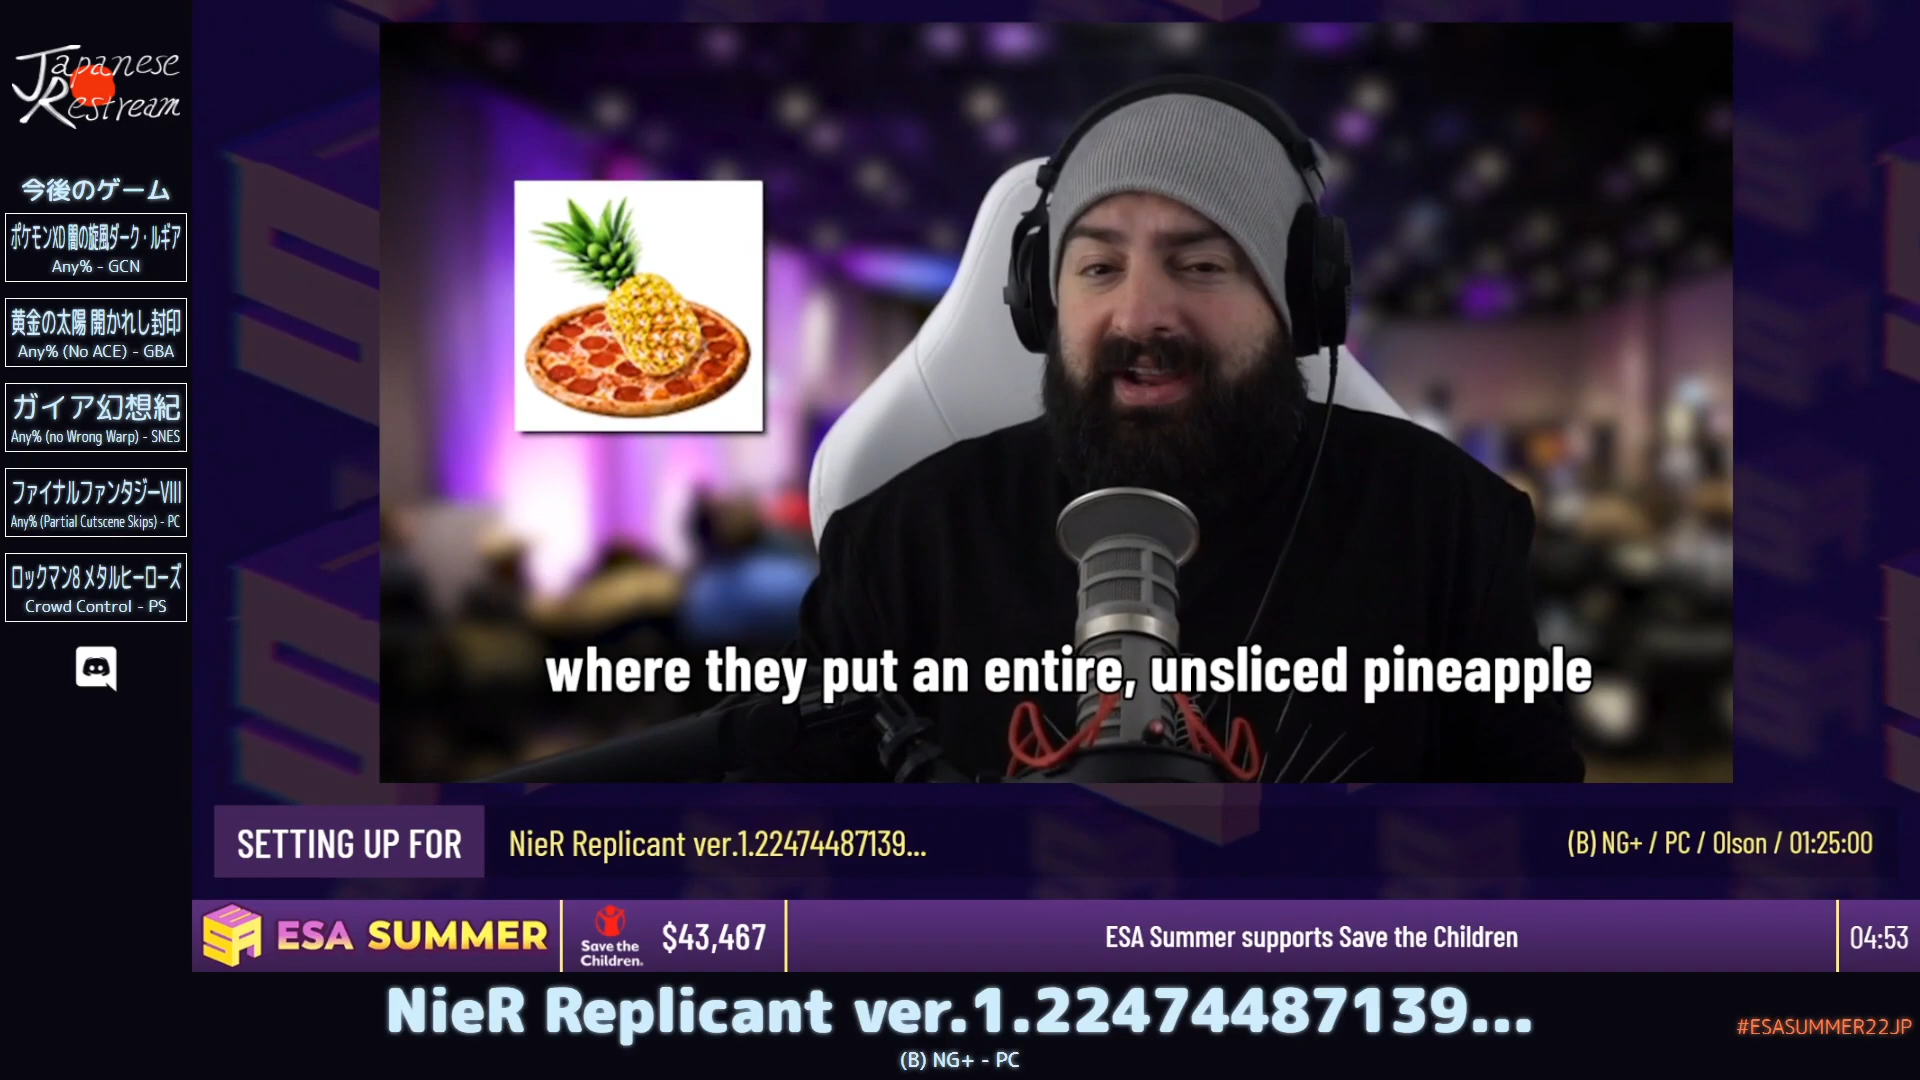 Japanese
Restream
今後のゲーム
ポケモンXD 闇の旋風ダーク・ルギア
Any% - GCN
黄金の太陽 開かれし封印
Any% (No ACE) - GBA
ガイア幻想紀
Any% (no Wrong Warp) - SNES
ファイナルファンタジーVIII
Any% (Partial Cutscene Skips) - PC
ロックマン8 メタルヒーローズ
Crowd Control - PS
where they put an entire, unsliced pineapple
SETTING UP FOR
NieR Replicant ver.1.22474487139...
(B) NG+ / PC / Olson / 01:25:00
ESA SUMMER
Save the
Children.
$43,467
ESA Summer supports Save the Children
04:53
NieR Replicant ver.1.22474487139...
(B) NG+ - PC
#ESASUMMER22JP